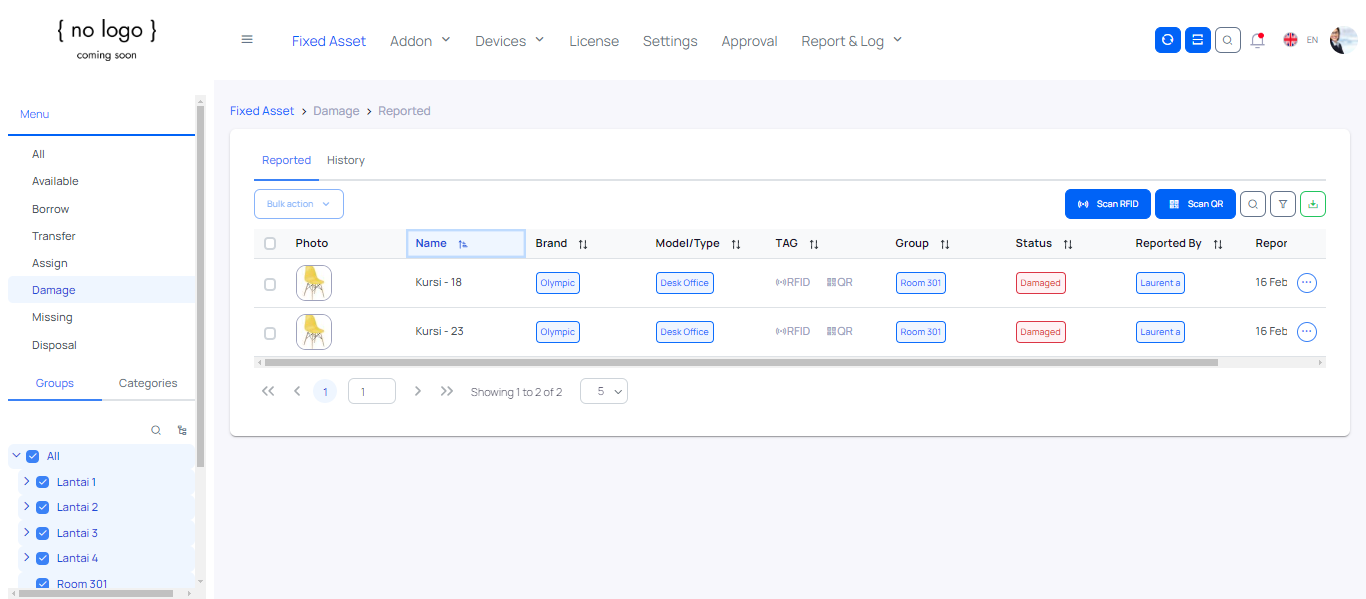 { no logo }
coming soon
Fixed Asset Addon Devices License Settings Approval Report & Log EN
Menu
All
Available
Borrow
Transfer
Assign
Damage
Missing
Disposal
Groups Categories
All
Lantai 1
Lantai 2
Lantai 3
Lantai 4
Room 301
Fixed Asset > Damage > Reported
Reported History
Bulk action Scan RFID Scan QR
Photo Name Brand Model/Type TAG Group Status Reported By Repor
Kursi - 18 Olympic Desk Office RFID QR Room 301 Damaged Laurent a 16 Feb
Kursi - 23 Olympic Desk Office RFID QR Room 301 Damaged Laurent a 16 Feb
1 1 Showing 1 to 2 of 2 5